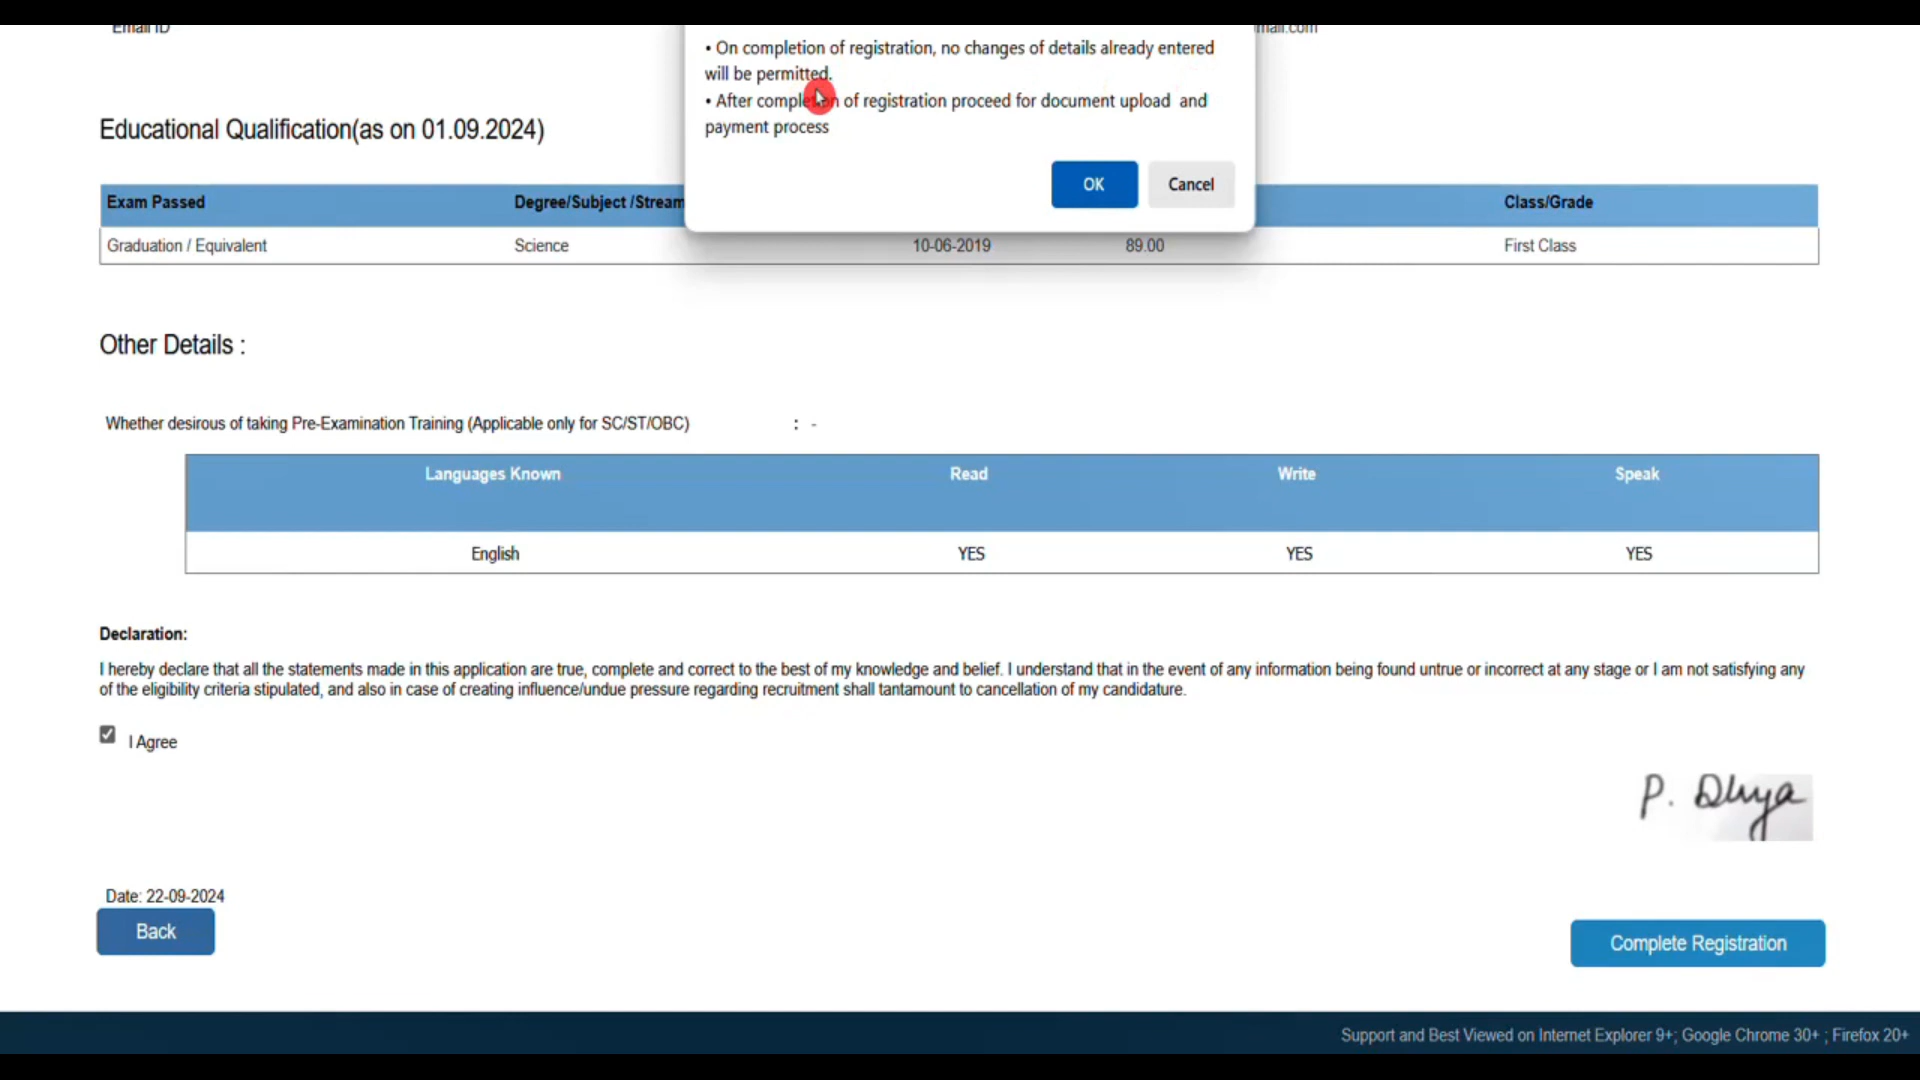 Email ID
mail.com
• On completion of registration, no changes of details already entered
will be permitted.
• After completion of registration proceed for document upload and
payment process
OK Cancel
Educational Qualification(as on 01.09.2024)
Exam Passed Degree/Subject /Stream Class/Grade
Graduation / Equivalent Science 10-06-2019 89.00 First Class
Other Details :
Whether desirous of taking Pre-Examination Training (Applicable only for SC/ST/OBC) : -
Languages Known Read Write Speak
English YES YES YES
Declaration:
I hereby declare that all the statements made in this application are true, complete and correct to the best of my knowledge and belief. I understand that in the event of any information being found untrue or incorrect at any stage or I am not satisfying any
of the eligibility criteria stipulated, and also in case of creating influence/undue pressure regarding recruitment shall tantamount to cancellation of my candidature.
I Agree
P.
Date: 22-09-2024
Back
Complete Registration
Support and Best Viewed on Internet Explorer 9+; Google Chrome 30+ ; Firefox 20+